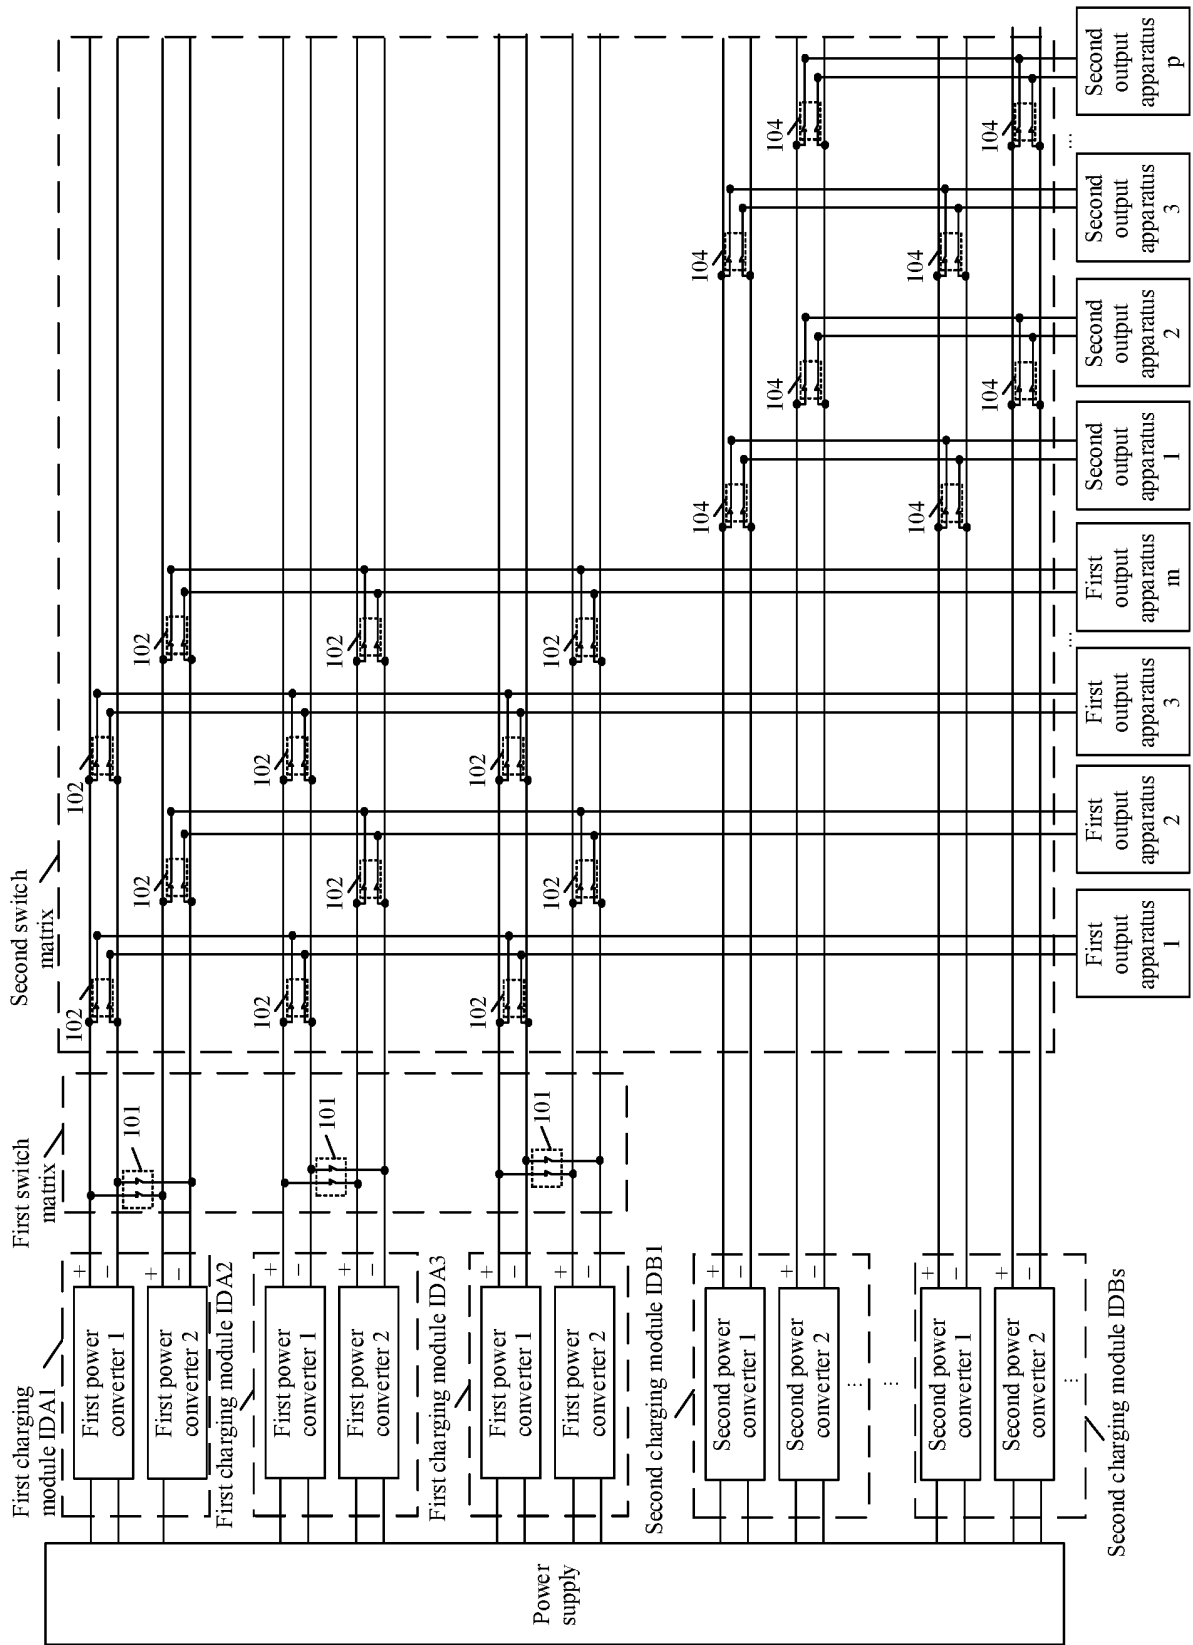 Power
supply
First charging
module IDA1
First power
converter 1
+
−
First power
converter 2
+
−
First charging module IDA2
First power
converter 1
+
−
First power
converter 2
+
−
First charging module IDA3
First power
converter 1
+
−
First power
converter 2
+
−
Second charging module IDB1
Second power
converter 1
+
−
Second power
converter 2
+
−
...
...
Second power
converter 1
+
−
Second power
converter 2
+
−
...
Second charging module IDBs
First switch
matrix
101
101
101
Second switch
matrix
102
102
102
102
102
102
102
102
102
102
102
102
104
104
104
104
104
104
104
104
First
output
apparatus
1
First
output
apparatus
2
First
output
apparatus
3
...
First
output
apparatus
m
Second
output
apparatus
1
Second
output
apparatus
2
Second
output
apparatus
3
...
Second
output
apparatus
p